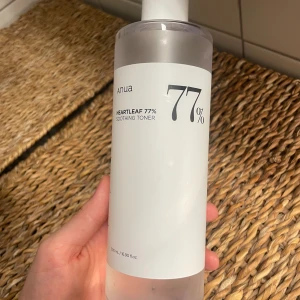 anua
HEARTLEAF 77%
SOOTHING TONER
77%